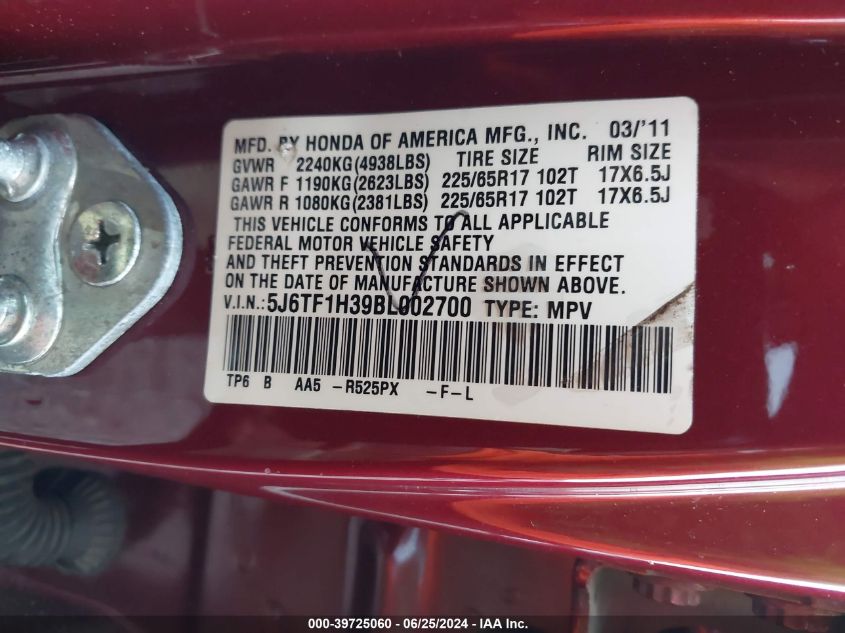 MFD. BY HONDA OF AMERICA MFG., INC. 03/'11
GVWR 2240KG(4938LBS) TIRE SIZE RIM SIZE
GAWR F 1190KG(2623LBS) 225/65R17 102T 17X6.5J
GAWR R 1080KG(2381LBS) 225/65R17 102T 17X6.5J
THIS VEHICLE CONFORMS TO ALL APPLICABLE
FEDERAL MOTOR VEHICLE SAFETY
AND THEFT PREVENTION STANDARDS IN EFFECT
ON THE DATE OF MANUFACTURE SHOWN ABOVE.
V.I.N.: 5J6TF1H39BL002700 TYPE: MPV
TP6 B AA5 -R525PX -F-L
000-39725060 / 06/25/2024 - IAA Inc.